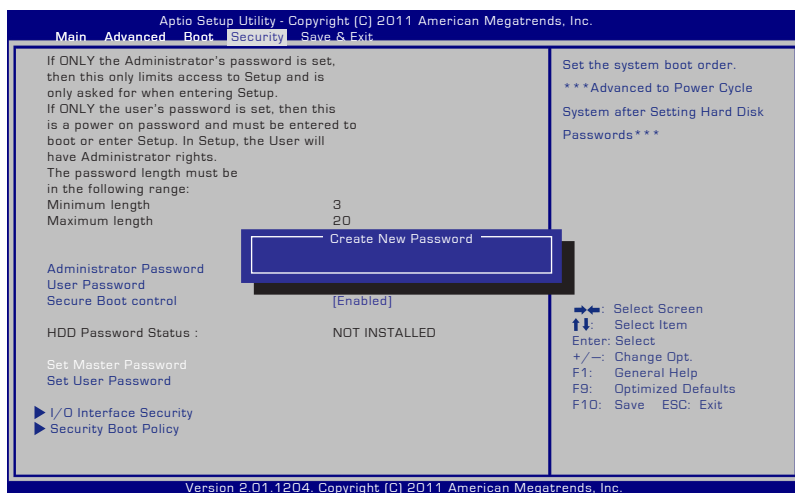 Aptio Setup Utility - Copyright (C) 2011 American Megatrends, Inc.
Main Advanced Boot Security Save & Exit
If ONLY the Administrator's password is set,
then this only limits access to Setup and is
only asked for when entering Setup.
If ONLY the user's password is set, then this
is a power on password and must be entered to
boot or enter Setup. In Setup, the User will
have Administrator rights.
The password length must be
in the following range:
Minimum length 3
Maximum length 20
Create New Password
Administrator Password
User Password
Secure Boot control [Enabled]
HDD Password Status : NOT INSTALLED
Set Master Password
Set User Password
I/O Interface Security
Security Boot Policy
Set the system boot order.
***Advanced to Power Cycle
System after Setting Hard Disk
Passwords***
→←: Select Screen
↑↓: Select Item
Enter: Select
+/—: Change Opt.
F1: General Help
F9: Optimized Defaults
F10: Save ESC: Exit
Version 2.01.1204. Copyright (C) 2011 American Megatrends, Inc.